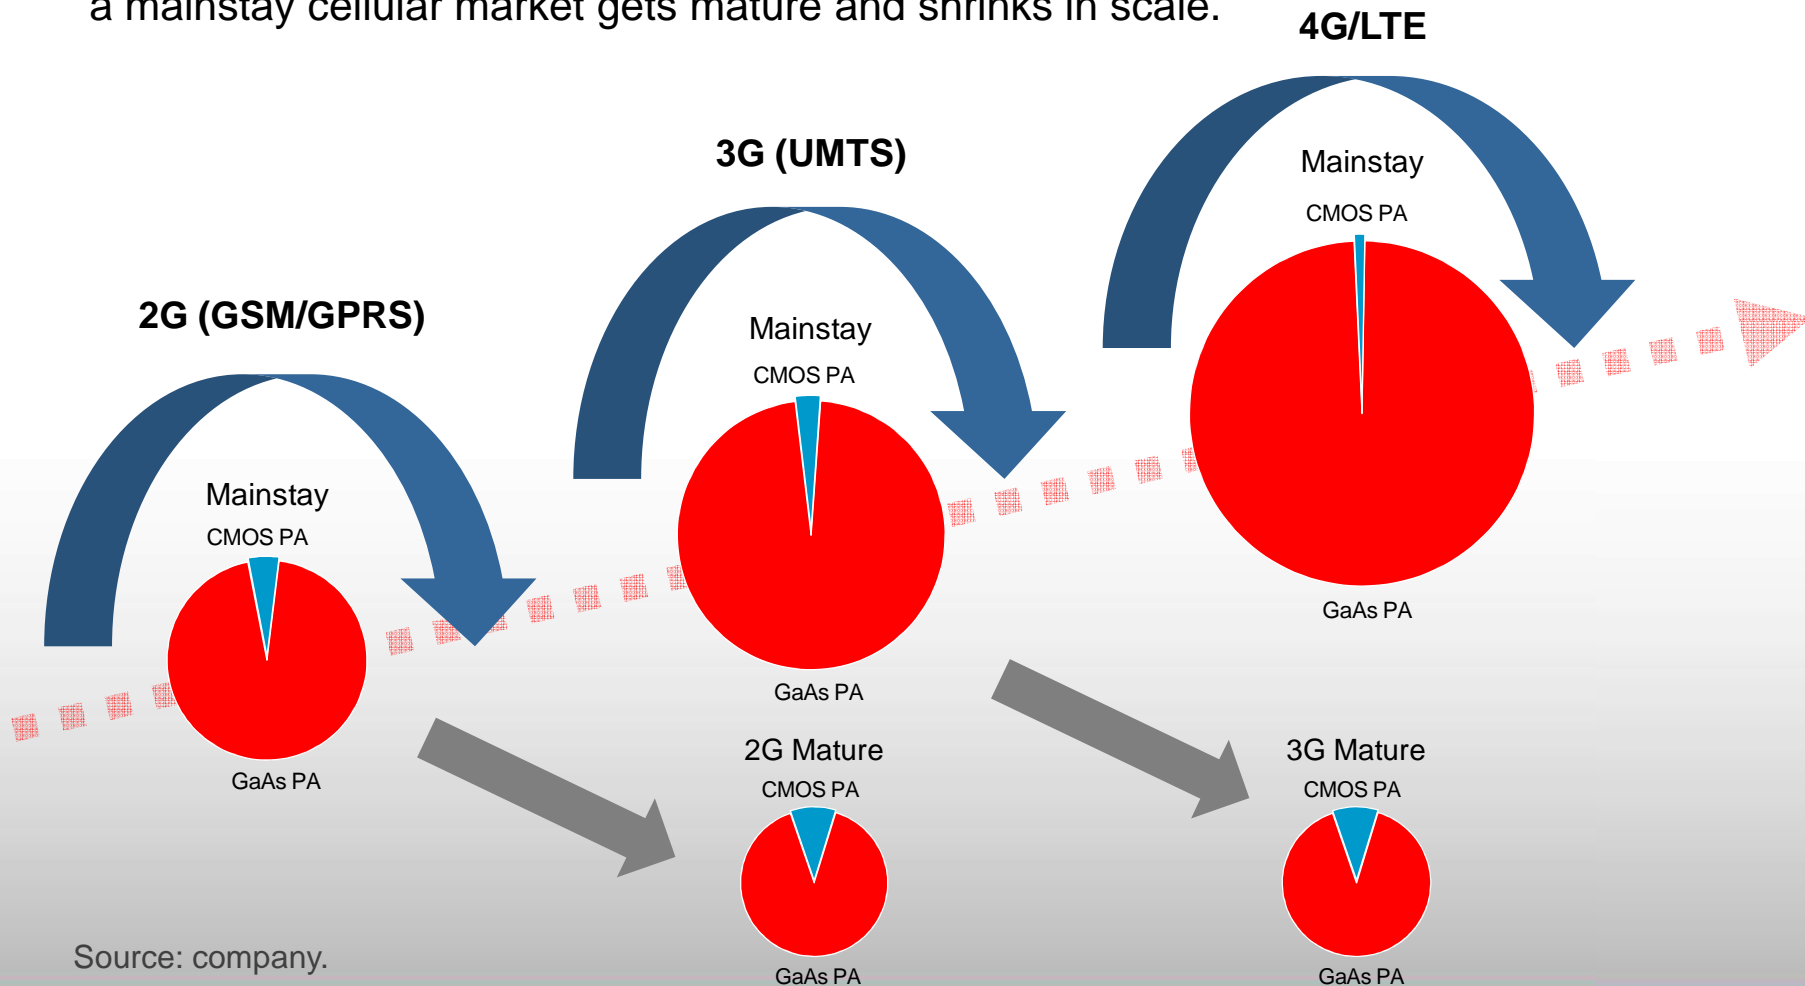 a mainstay cellular market gets mature and shrinks in scale.
4G/LTE
3G (UMTS)
Mainstay
CMOS PA
2G (GSM/GPRS)
Mainstay
CMOS PA
Mainstay
CMOS PA
GaAs PA
GaAs PA
GaAs PA
2G Mature
CMOS PA
3G Mature
CMOS PA
Source: company.
GaAs PA
GaAs PA